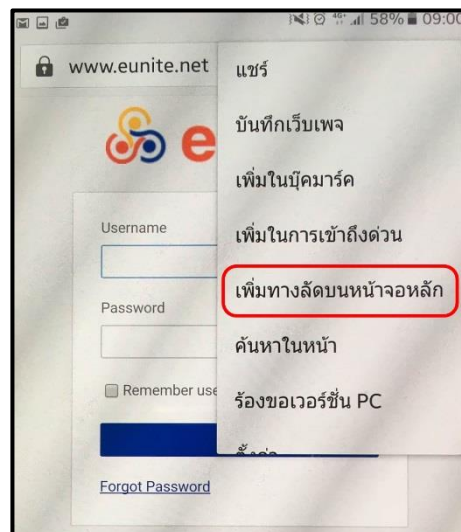 4G+ 58% 09:00
www.eunite.net
e
แชร์
บันทึกเว็บเพจ
เพิ่มในบุ๊คมาร์ค
Username
เพิ่มในการเข้าถึงด่วน
เพิ่มทางลัดบนหน้าจอหลัก
Password
ค้นหาในหน้า
Remember use
ร้องขอเวอร์ชั่น PC
Forgot Password